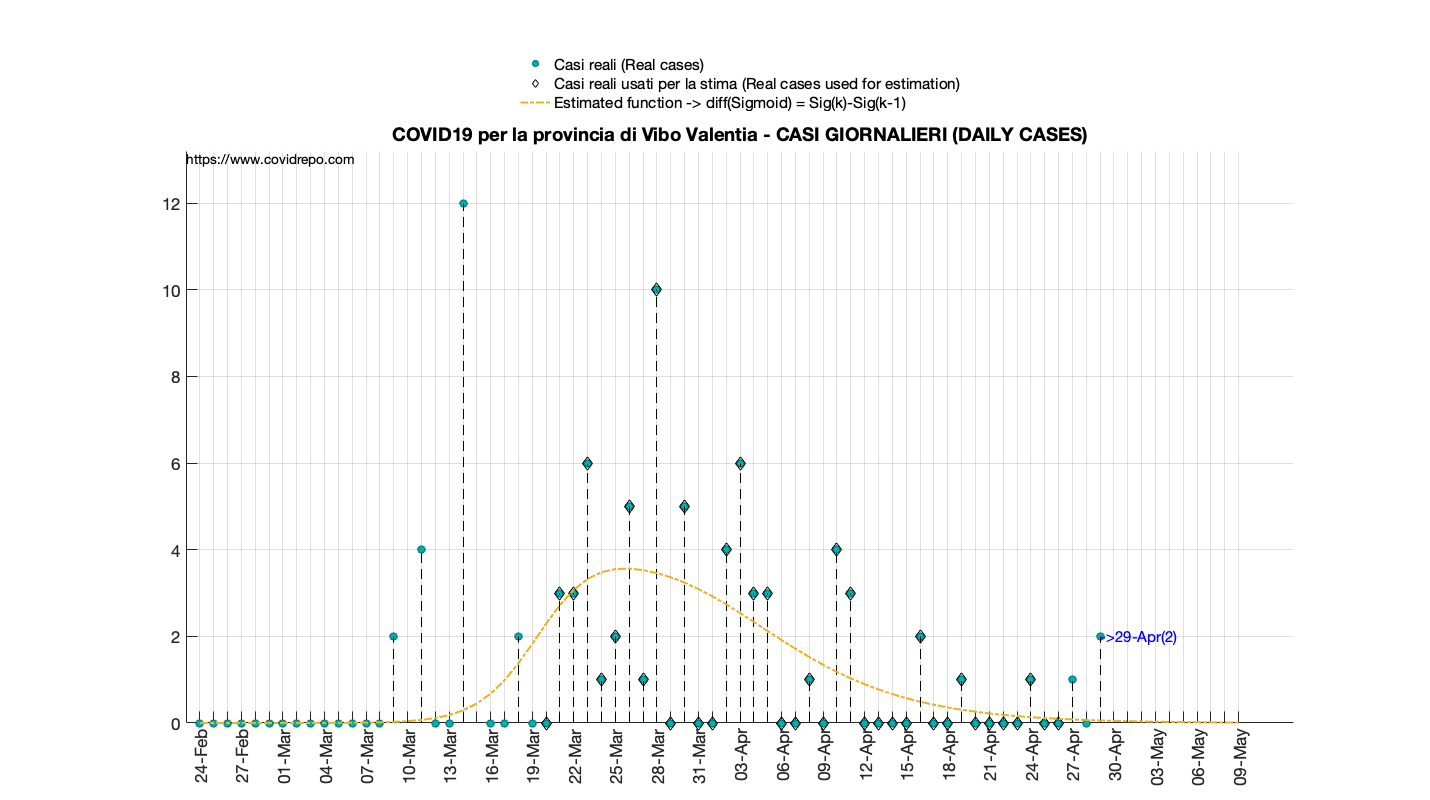 Casi reali (Real cases)
Casi reali usati per la stima (Real cases used for estimation)
Estimated function -> diff(Sigmoid) = Sig(k)-Sig(k-1)
COVID19 per la provincia di Vibo Valentia - CASI GIORNALIERI (DAILY CASES)
https://www.covidrepo.com
12
10
8
6
4
2
0
>29-Apr(2)
24-Feb
27-Feb
01-Mar
04-Mar
07-Mar
10-Mar
13-Mar
16-Mar
19-Mar
22-Mar
25-Mar
28-Mar
31-Mar
03-Apr
06-Apr
09-Apr
12-Apr
15-Apr
18-Apr
21-Apr
24-Apr
27-Apr
30-Apr
03-May
06-May
09-May